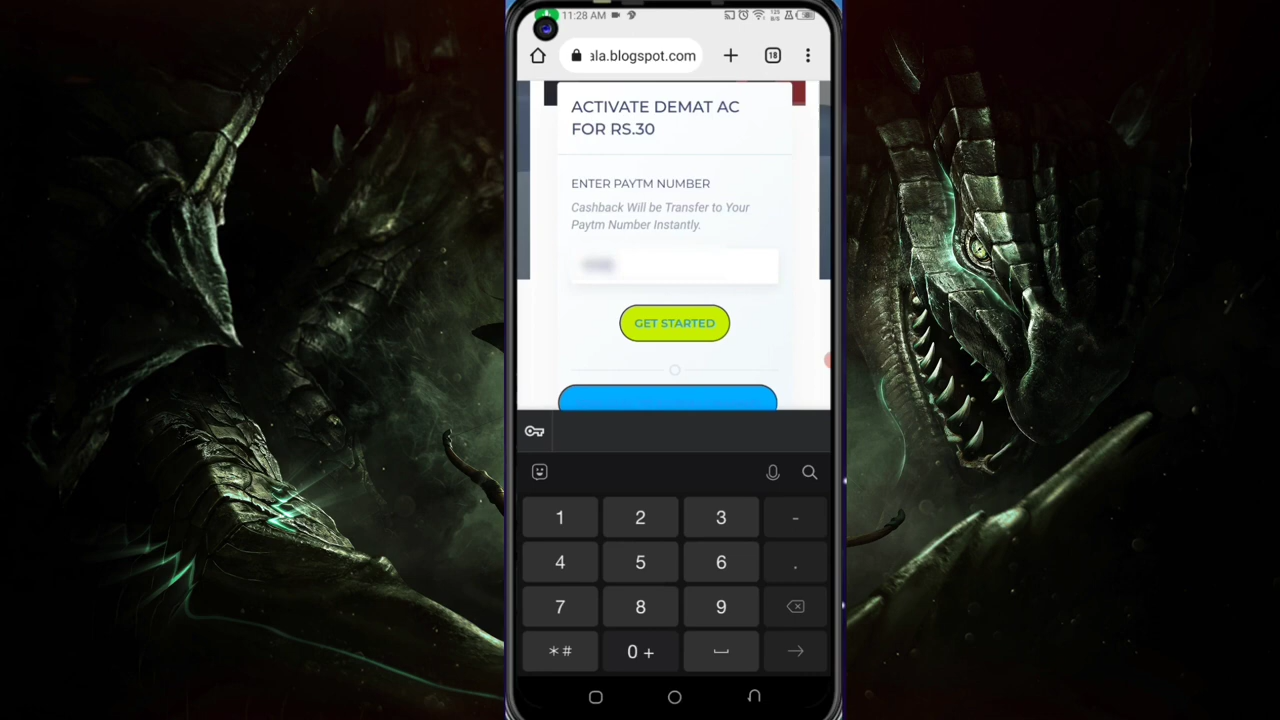 11:28 AM
ala.blogspot.com
18
ACTIVATE DEMAT AC
FOR RS.30
ENTER PAYTM NUMBER
Cashback Will be Transfer to Your
Paytm Number Instantly.
GET STARTED
1 2 3 -
4 5 6 .
7 8 9
*# 0 +